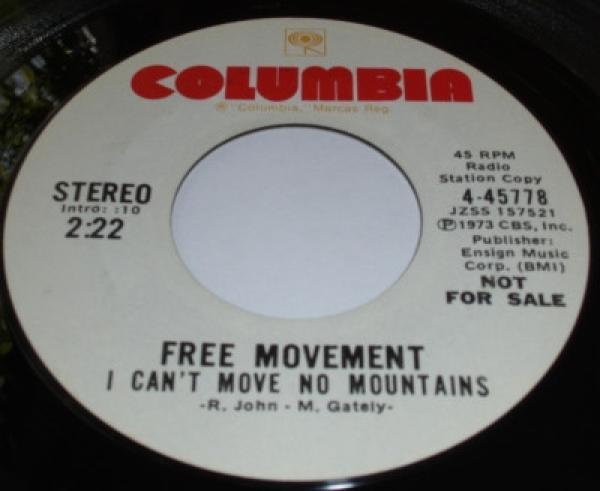 COLUMBIA
® "Columbia," Marcas Reg.
STEREO
Intro: :10
2:22
45 RPM
Radio
Station Copy
4-45778
JZSS 157521
Ⓟ1973 CBS, Inc.
Publisher:
Ensign Music
Corp. (BMI)
NOT
FOR SALE
FREE MOVEMENT
I CAN'T MOVE NO MOUNTAINS
-R. John - M. Gately-